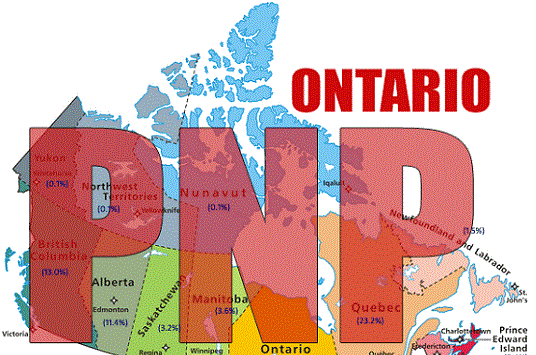 ONTARIO
PNP
Yukon
Whitehorse
(0.1%)
Northwest
Territories
(0.1%)
Yellowknife
Nunavut
(0.1%)
Iqaluit
Newfoundland and Labrador
(1.5%)
British
Columbia
(13.0%)
Alberta
Edmonton
(11.4%)
Saskatchewan
(3.2%)
Regina
Manitoba
(3.6%)
Winnipeg
Ontario
Quebec
(23.2%)
Quebec
St.
John's
Victoria
Charlottetown
Fredericton
Prince
Edward
Island